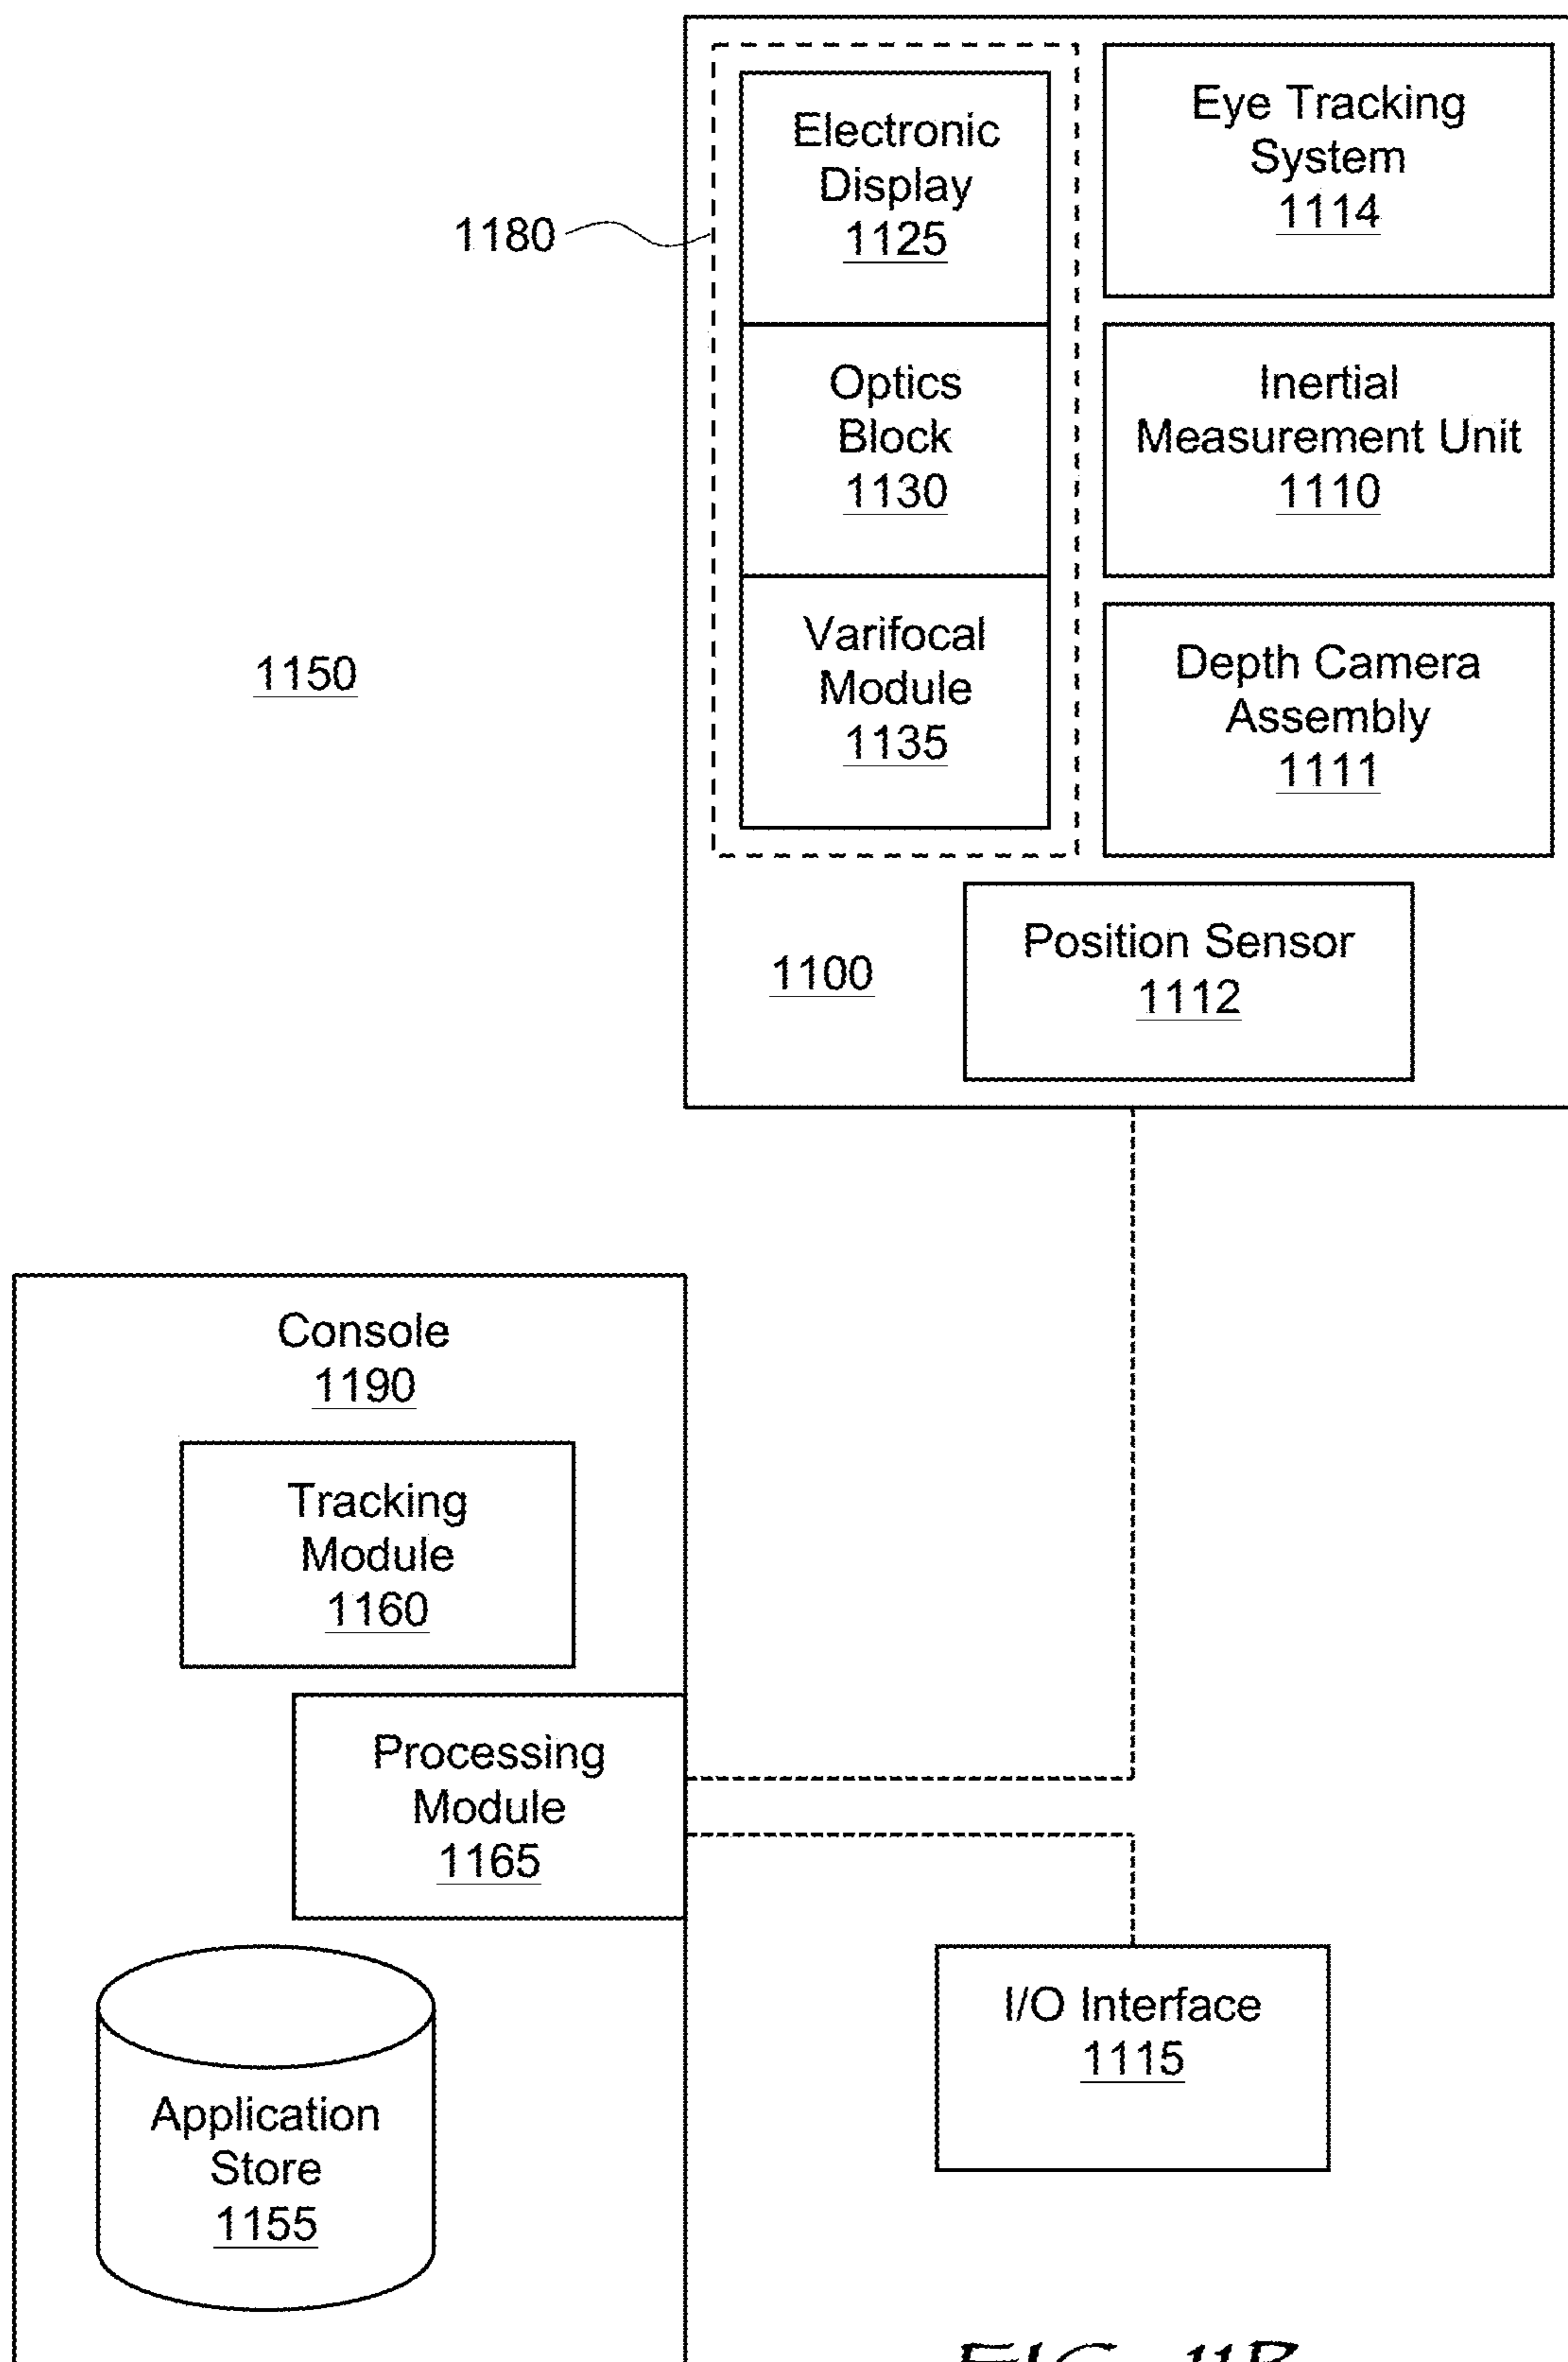 Electronic
Display
1125
Eye Tracking
System
1114
1180
Optics
Block
1130
Inertial
Measurement Unit
1110
Varifocal
Module
1135
Depth Camera
Assembly
1111
1150
Position Sensor
1112
1100
Console
1190
Tracking
Module
1160
Processing
Module
1165
I/O Interface
1115
Application
Store
1155
FIG. 11B